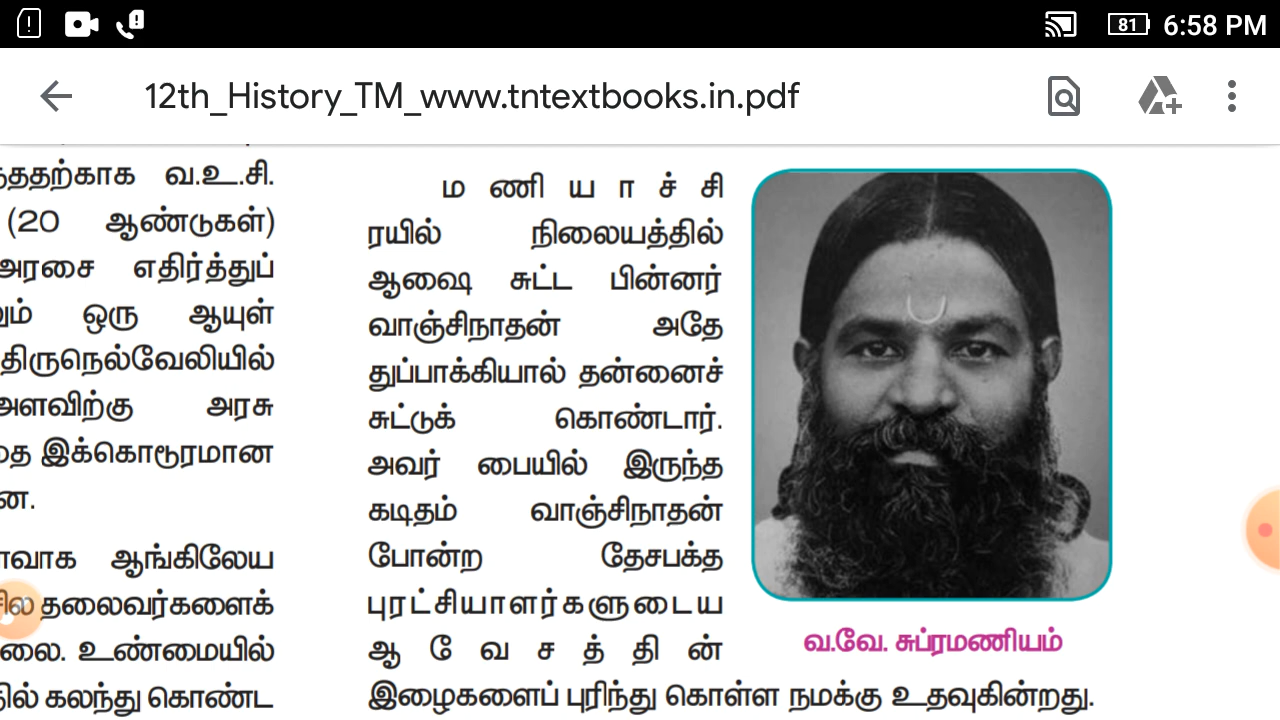 81 6:58 PM
12th_History_TM_www.tntextbooks.in.pdf
வ.உ.சி.
(20 ஆண்டுகள்)
அரசை எதிர்த்துப்
ஒரு ஆயுள்
திருநெல்வேலியில்
அளவிற்கு அரசு
இக்கொடூரமான
ஆங்கிலேய
தலைவர்களைக்
உண்மையில்
கலந்து கொண்ட
ம ணி யா ச் சி
ரயில் நிலையத்தில்
ஆஷை சுட்ட பின்னர்
வாஞ்சிநாதன் அதே
துப்பாக்கியால் தன்னைச்
சுட்டுக் கொண்டார்.
அவர் பையில் இருந்த
கடிதம் வாஞ்சிநாதன்
போன்ற தேசபக்த
புரட்சியாளர்களுடைய
ஆ வே ச த் தி ன்
இழைகளைப் புரிந்து கொள்ள நமக்கு உதவுகின்றது.
வ.வே. சுப்ரமணியம்